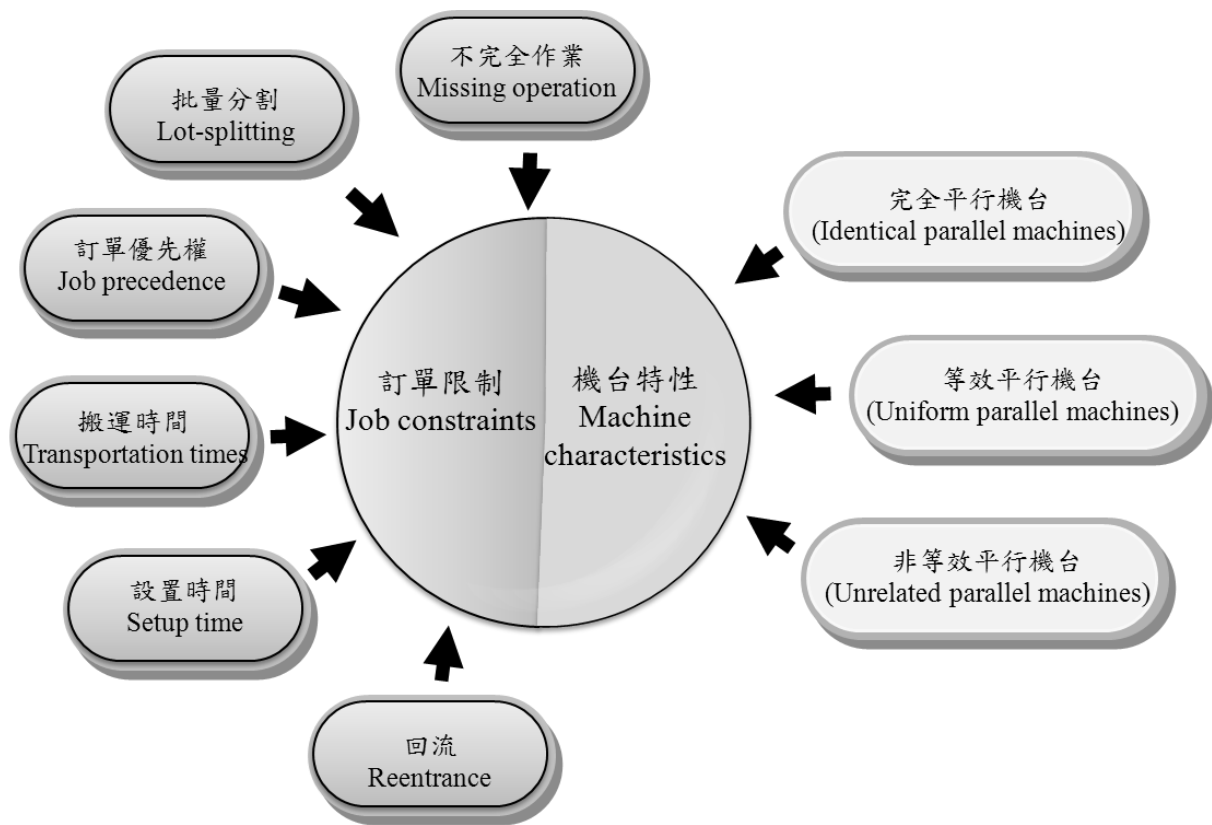 不完全作業
Missing operation
批量分割
Lot-splitting
訂單優先權
Job precedence
搬運時間
Transportation times
設置時間
Setup time
回流
Reentrance
訂單限制
Job constraints
機台特性
Machine
characteristics
完全平行機台
(Identical parallel machines)
等效平行機台
(Uniform parallel machines)
非等效平行機台
(Unrelated parallel machines)